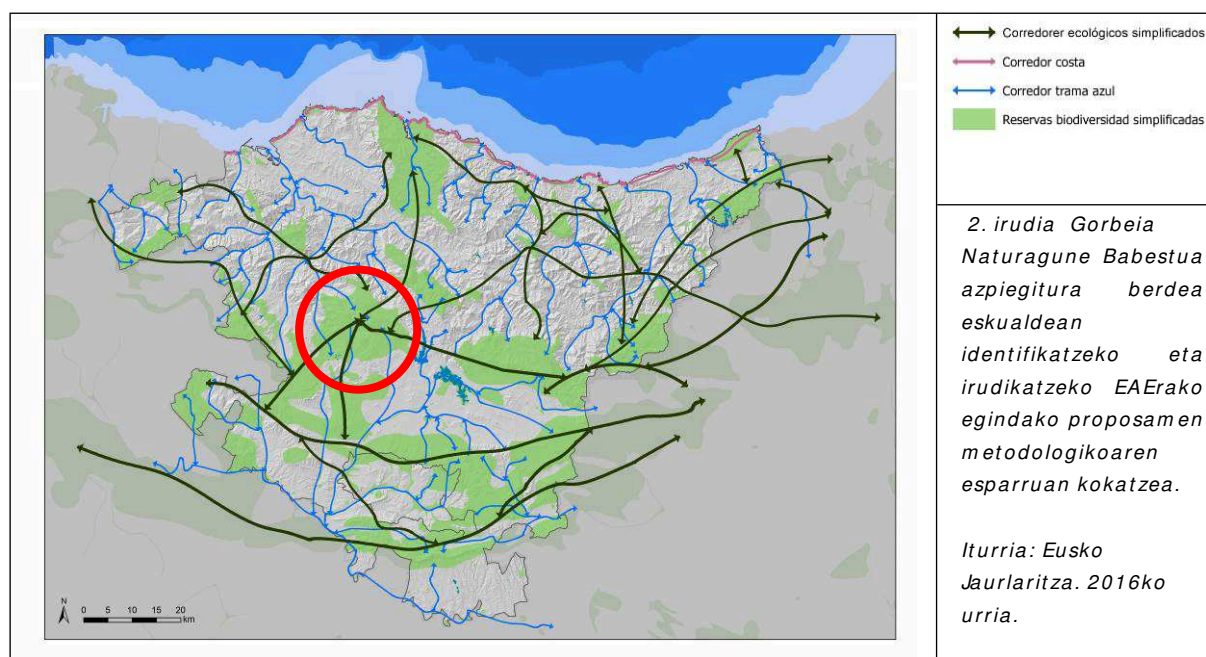 Corredorer ecológicos simplificados
Corredor costa
Corredor trama azul
Reservas biodiversidad simplificadas
2. irudia Gorbeia
Naturagune Babestua
azpiegitura berdea
eskualdean
identifikatzeko eta
irudikatzeko EAErako
egindako proposamen
metodologikoaren
esparruan kokatzea.
Iturria: Eusko
Jaurlaritza. 2016ko
urria.
N
0 5 10 15 20
km